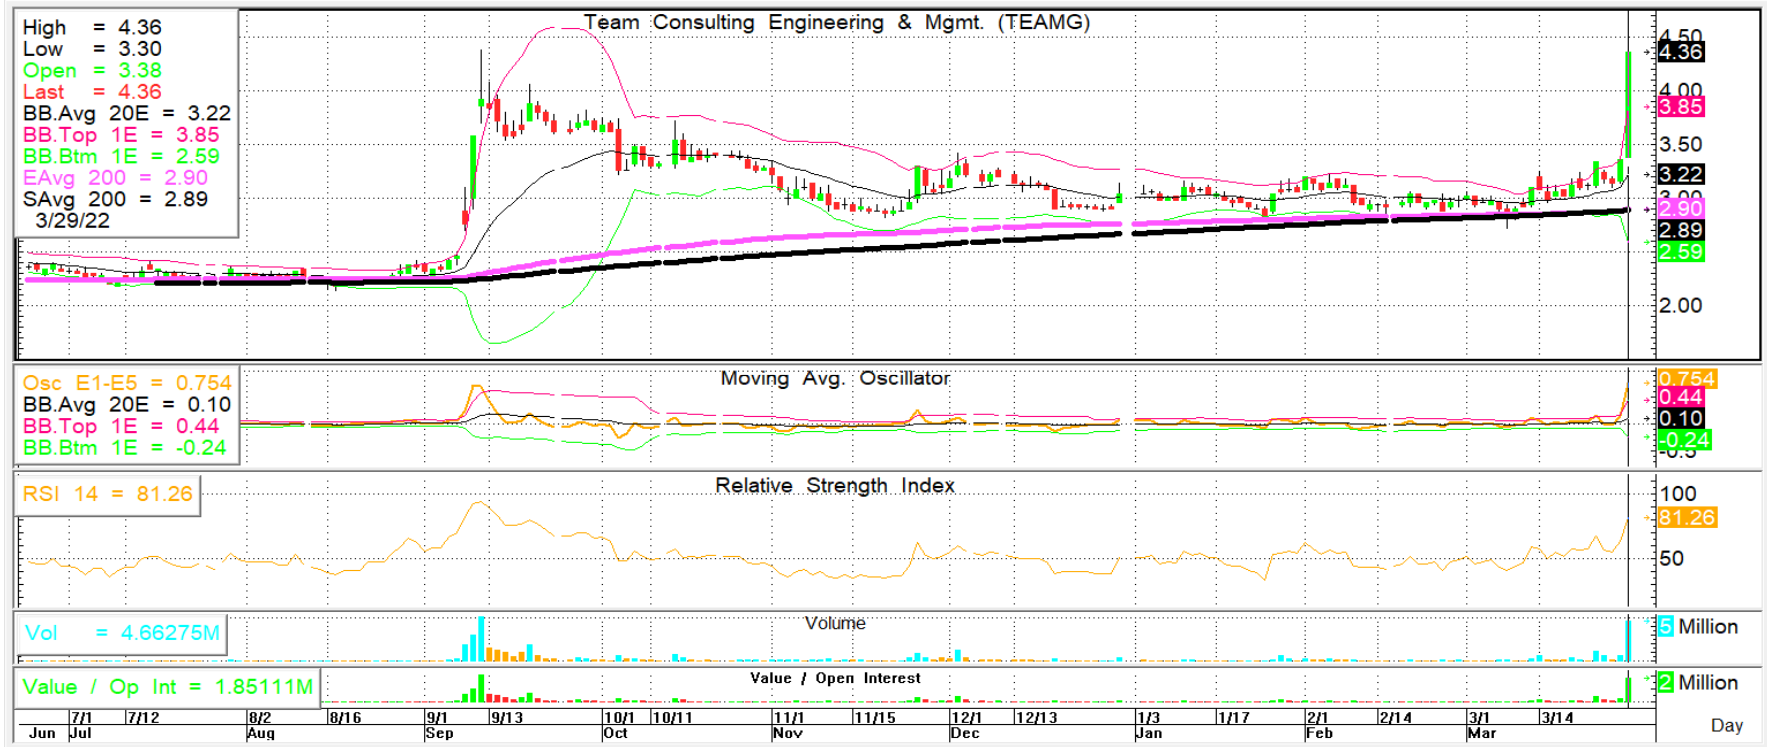 Team Consulting Engineering & Mgmt. (TEAMG)
High = 4.36
Low = 3.30
Open = 3.38
Last = 4.36
BB.Avg 20E = 3.22
BB.Top 1E = 3.85
BB.Btm 1E = 2.59
EAvg 200 = 2.90
SAvg 200 = 2.89
3/29/22
4.50
4.36
4.00
3.85
3.50
3.22
3.00
2.90
2.89
2.59
2.00
Moving Avg. Oscillator
Osc E1-E5 = 0.754
BB.Avg 20E = 0.10
BB.Top 1E = 0.44
BB.Btm 1E = -0.24
0.754
0.44
0.10
-0.24
-0.5
Relative Strength Index
RSI 14 = 81.26
100
81.26
50
Volume
Vol = 4.66275M
5 Million
Value / Open Interest
Value / Op Int = 1.85111M
2 Million
7/1 7/12 8/2 8/16 9/1 9/13 10/1 10/11 11/1 11/15 12/1 12/13 1/3 1/17 2/1 2/14 3/1 3/14
Jun Jul Aug Sep Oct Nov Dec Jan Feb Mar
Day